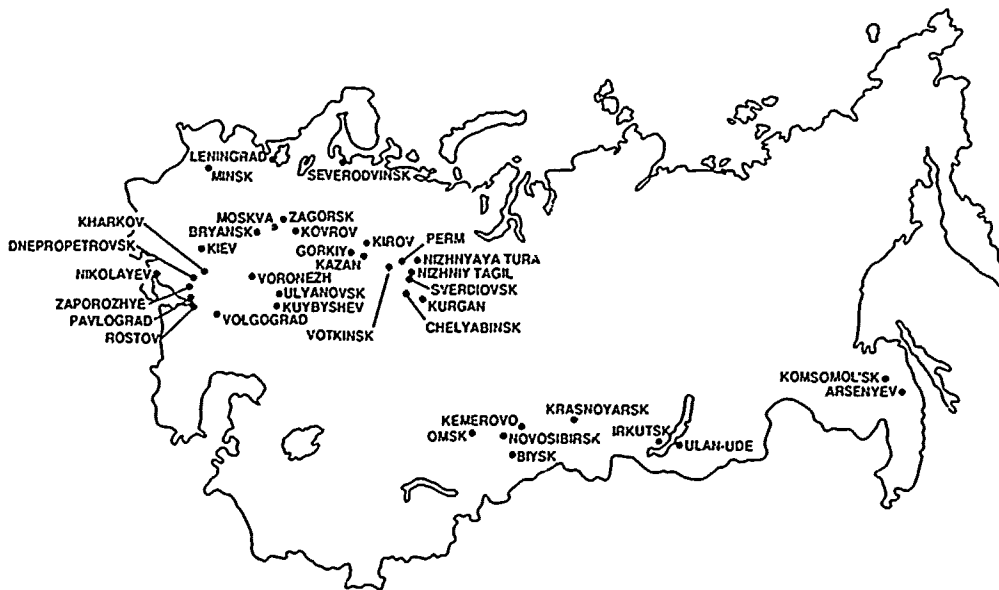 LENINGRAD
MINSK
SEVERODVINSK
KHARKOV
MOSKVA
ZAGORSK
BRYANSK
KOVROV
DNEPROPETROVSK
KIEV
GORKIY
KIROV
PERM
KAZAN
NIZHNYAYA TURA
NIKOLAYEV
VORONEZH
NIZHNIY TAGIL
ULYANOVSK
SVERDLOVSK
ZAPOROZHYE
KUYBYSHEV
KURGAN
PAVLOGRAD
VOLGOGRAD
CHELYABINSK
ROSTOV
VOTKINSK
KOMSOMOL'SK
ARSENYEV
KRASNOYARSK
KEMEROVO
IRKUTSK
OMSK
NOVOSIBIRSK
ULAN-UDE
BIYSK